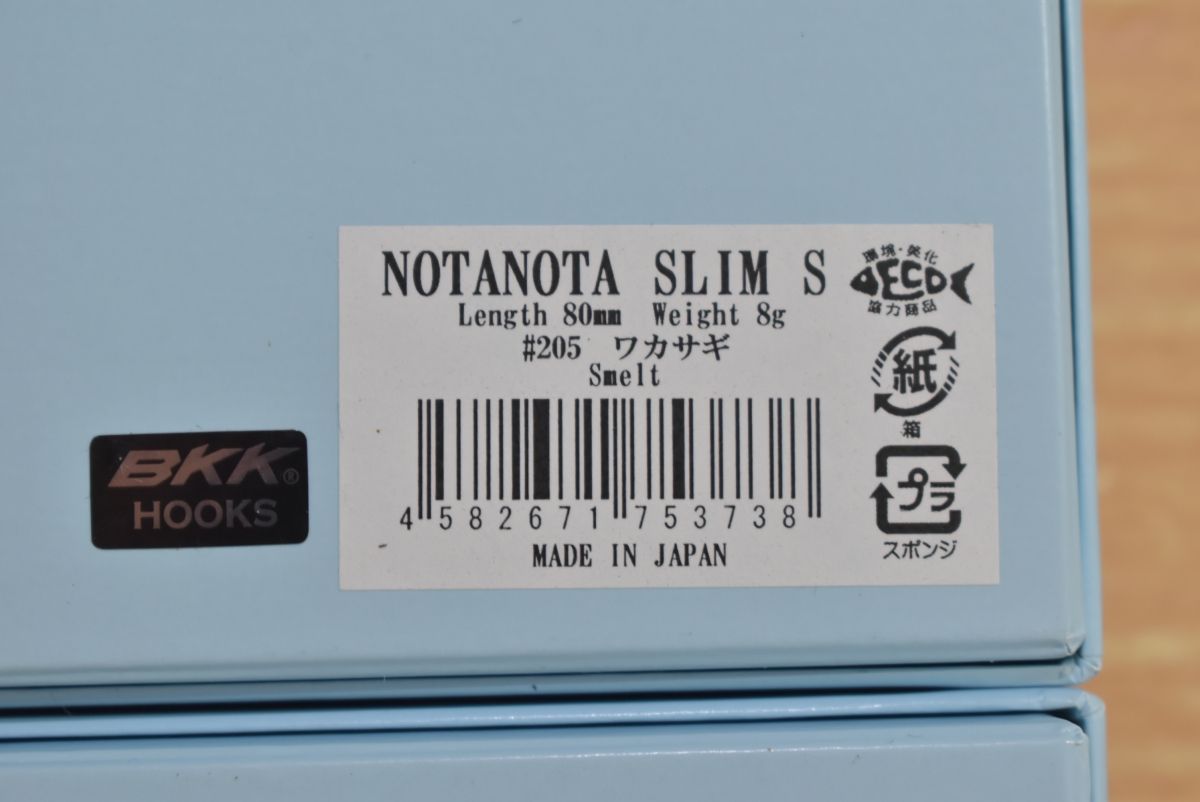 NOTANOTA SLIM S
Length 80mm Weight 8g
#205 ワカサギ
Smelt
4 582671 753738
MADE IN JAPAN
環境・美化
ECO
協力商品
紙
箱
プラ
スポンジ
BKK®
HOOKS